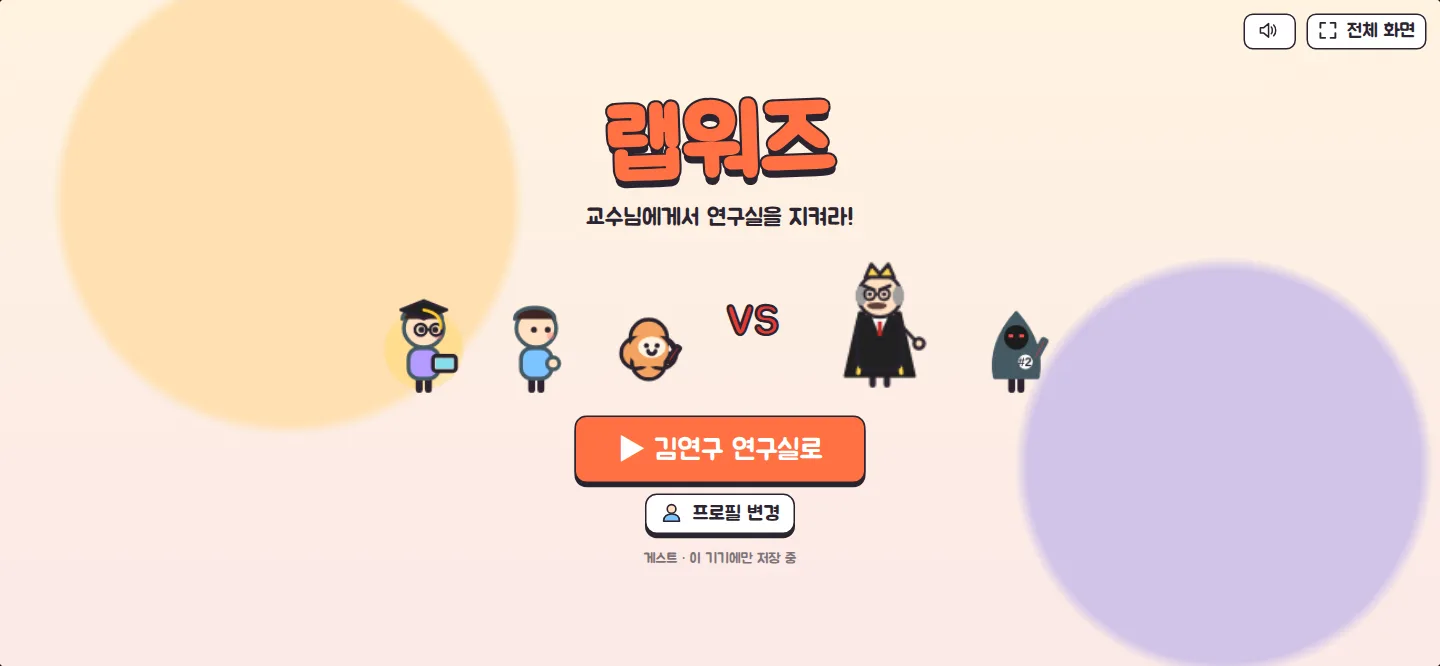 전체 화면
랩워즈
교수님에게서 연구실을 지켜라!
VS
#2
▶ 김연구 연구실로
프로필 변경
게스트 · 이 기기에만 저장 중